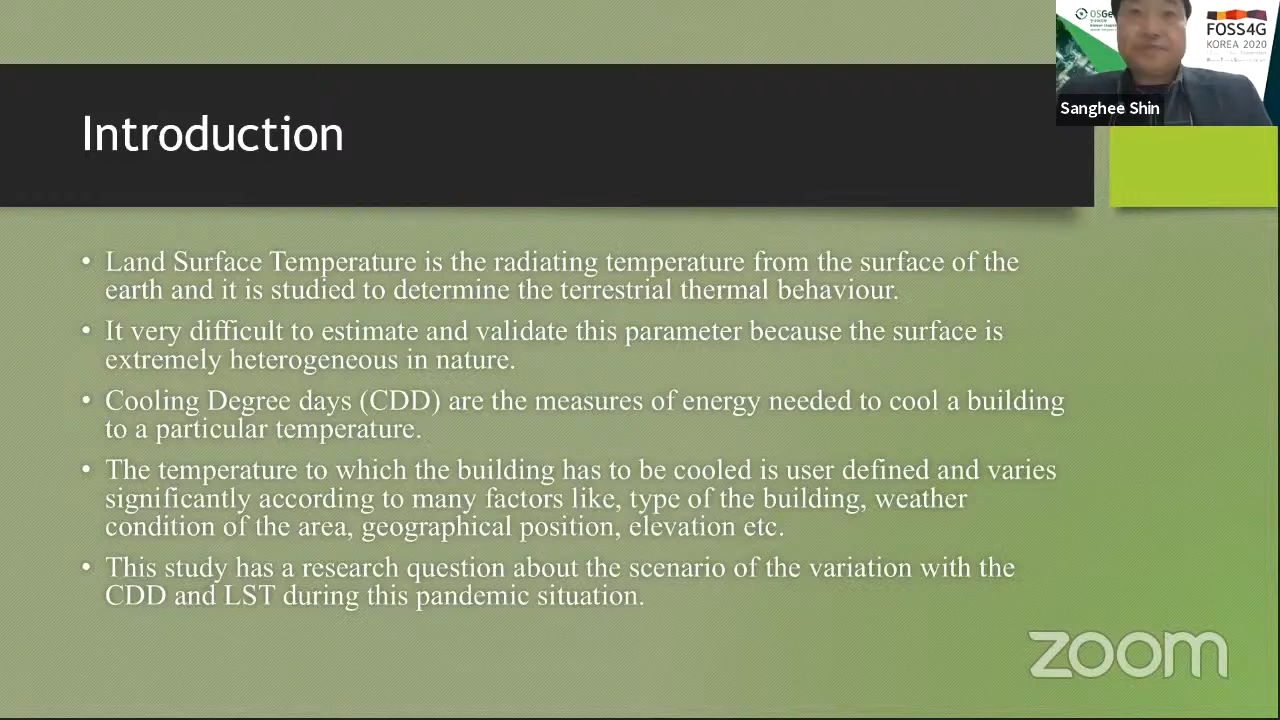 OSGe
FOSS4G
KOREA 2020
Sanghee Shin
Introduction
• Land Surface Temperature is the radiating temperature from the surface of the
earth and it is studied to determine the terrestrial thermal behaviour.
• It very difficult to estimate and validate this parameter because the surface is
extremely heterogeneous in nature.
• Cooling Degree days (CDD) are the measures of energy needed to cool a building
to a particular temperature.
• The temperature to which the building has to be cooled is user defined and varies
significantly according to many factors like, type of the building, weather
condition of the area, geographical position, elevation etc.
• This study has a research question about the scenario of the variation with the
CDD and LST during this pandemic situation.
zoom